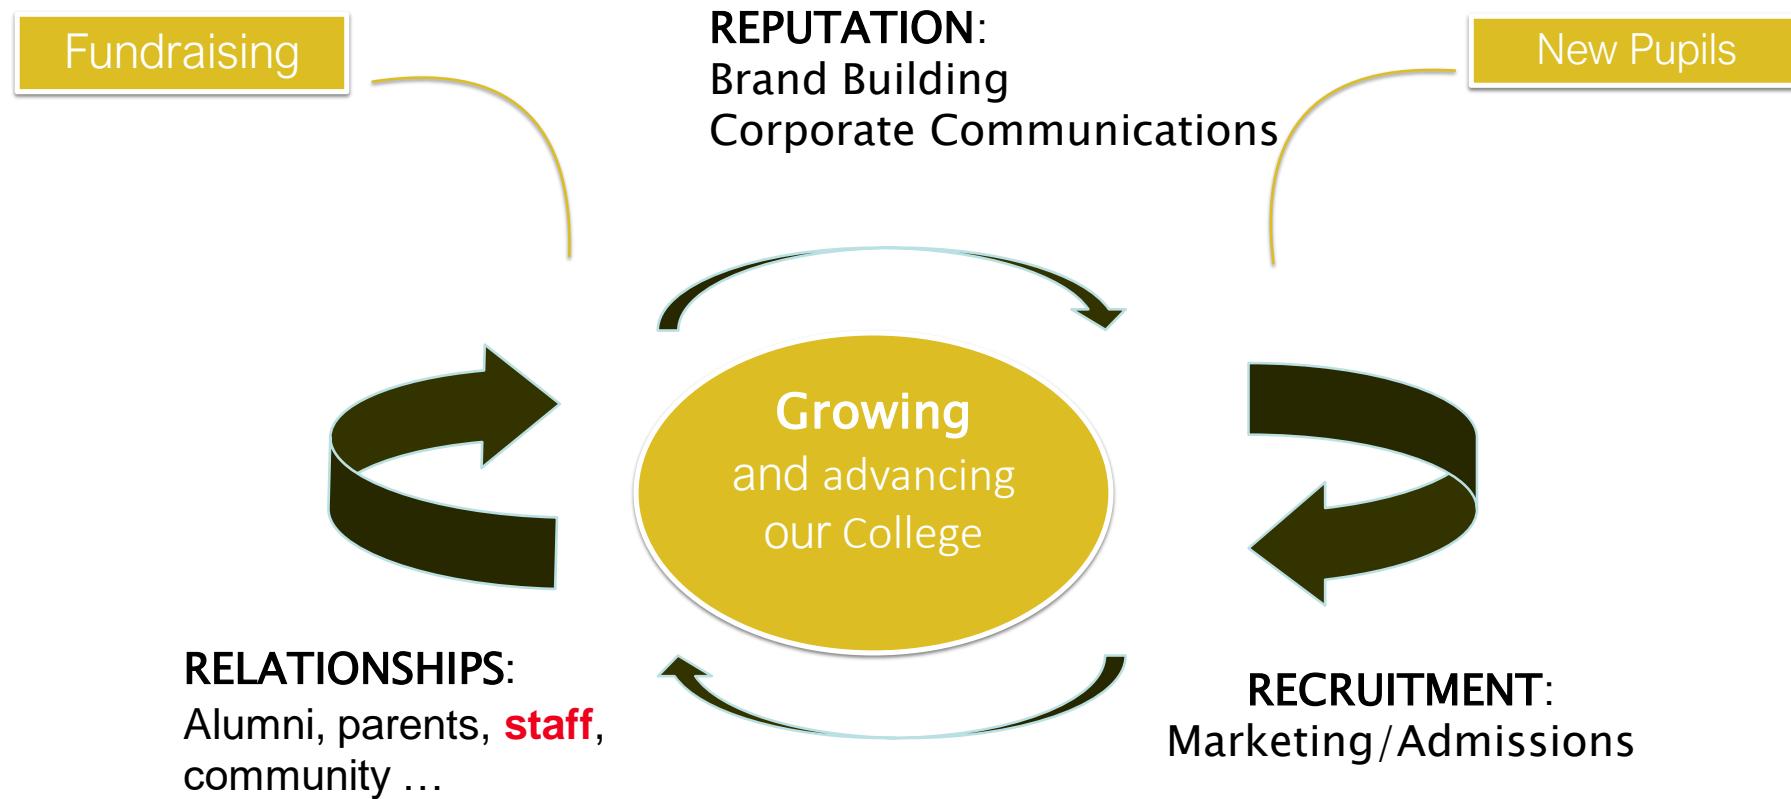 Fundraising
REPUTATION:
Brand Building
Corporate Communications
New Pupils
Growing
and advancing
our College
RELATIONSHIPS:
Alumni, parents, staff,
community …
RECRUITMENT:
Marketing/Admissions